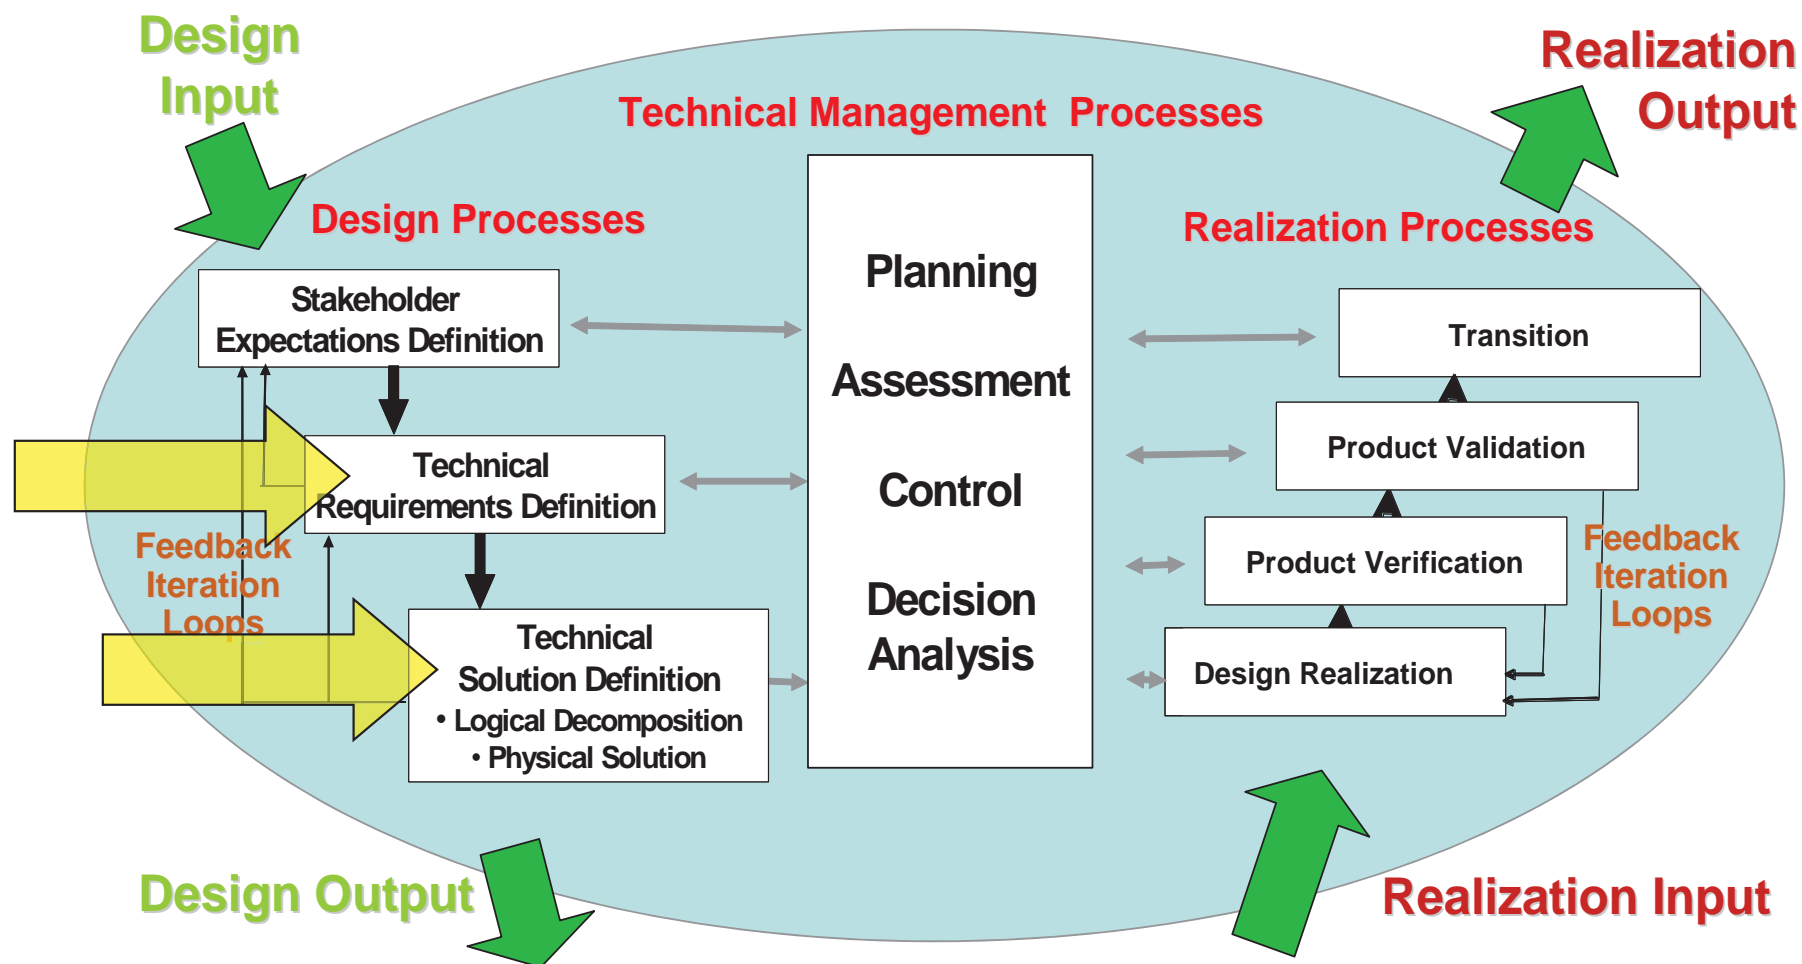 Design
Input
Realization
Output
Technical Management Processes
Design Processes
Realization Processes
Stakeholder
Expectations Definition
Technical
Requirements Definition
Feedback
Iteration
Loops
Technical
Solution Definition
• Logical Decomposition
• Physical Solution
Planning
Assessment
Control
Decision
Analysis
Transition
Product Validation
Product Verification
Design Realization
Feedback
Iteration
Loops
Design Output
Realization Input